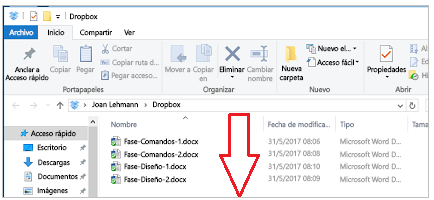 Dropbox
Archivo Inicio Compartir Ver
Anclar a Acceso rápido
Copiar
Pegar
Cortar
Copiar ruta d...
Pegar acceso...
Portapapeles
Mover a
Copiar en
Eliminar
Cambiar
Organizar
Nueva carpeta
Nuevo el...
Acceso fácil
Nuevo
Propiedades
Abrir
> Joan Lehmann > Dropbox
Acceso rápido
Escritorio
Descargas
Documentos
Imágenes
Nombre Fecha de modifica... Tipo Tama
Fase-Comandos-1.docx 31/5/2017 08:06 Microsoft Word D...
Fase-Comandos-2.docx 31/5/2017 08:08 Microsoft Word D...
Fase-Diseño-1.docx 31/5/2017 08:10 Microsoft Word D...
Fase-Diseño-2.docx 31/5/2017 08:09 Microsoft Word D...